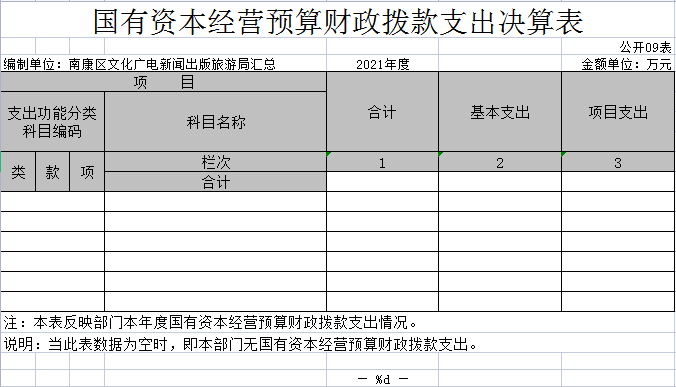 国有资本经营预算财政拨款支出决算表
公开09表
编制单位：南康区文化广电新闻出版旅游局汇总 2021年度 金额单位：万元
项 目 合计 基本支出 项目支出
支出功能分类科目编码 科目名称
类 款 项 栏次 1 2 3
合计
注：本表反映部门本年度国有资本经营预算财政拨款支出情况。
说明：当此表数据为空时，即本部门无国有资本经营预算财政拨款支出。
— %d —